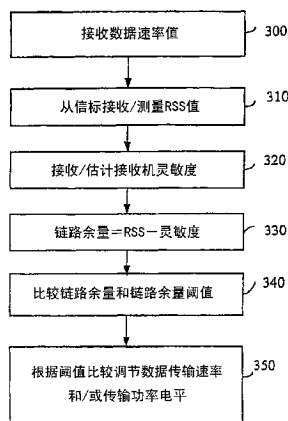 接收数据速率值
300
从信标接收/测量RSS值
310
接收/估计接收机灵敏度
320
链路余量=RSS-灵敏度
330
比较链路余量和链路余量阈值
340
根据阈值比较调节数据传输速率
和/或传输功率电平
350